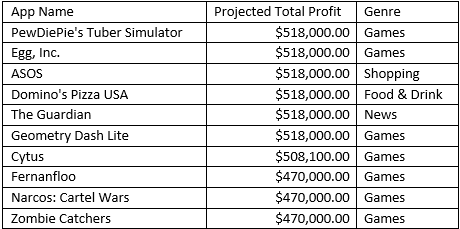 App Name Projected Total Profit Genre
PewDiePie's Tuber Simulator $518,000.00 Games
Egg, Inc. $518,000.00 Games
ASOS $518,000.00 Shopping
Domino's Pizza USA $518,000.00 Food & Drink
The Guardian $518,000.00 News
Geometry Dash Lite $518,000.00 Games
Cytus $508,100.00 Games
Fernanfloo $470,000.00 Games
Narcos: Cartel Wars $470,000.00 Games
Zombie Catchers $470,000.00 Games